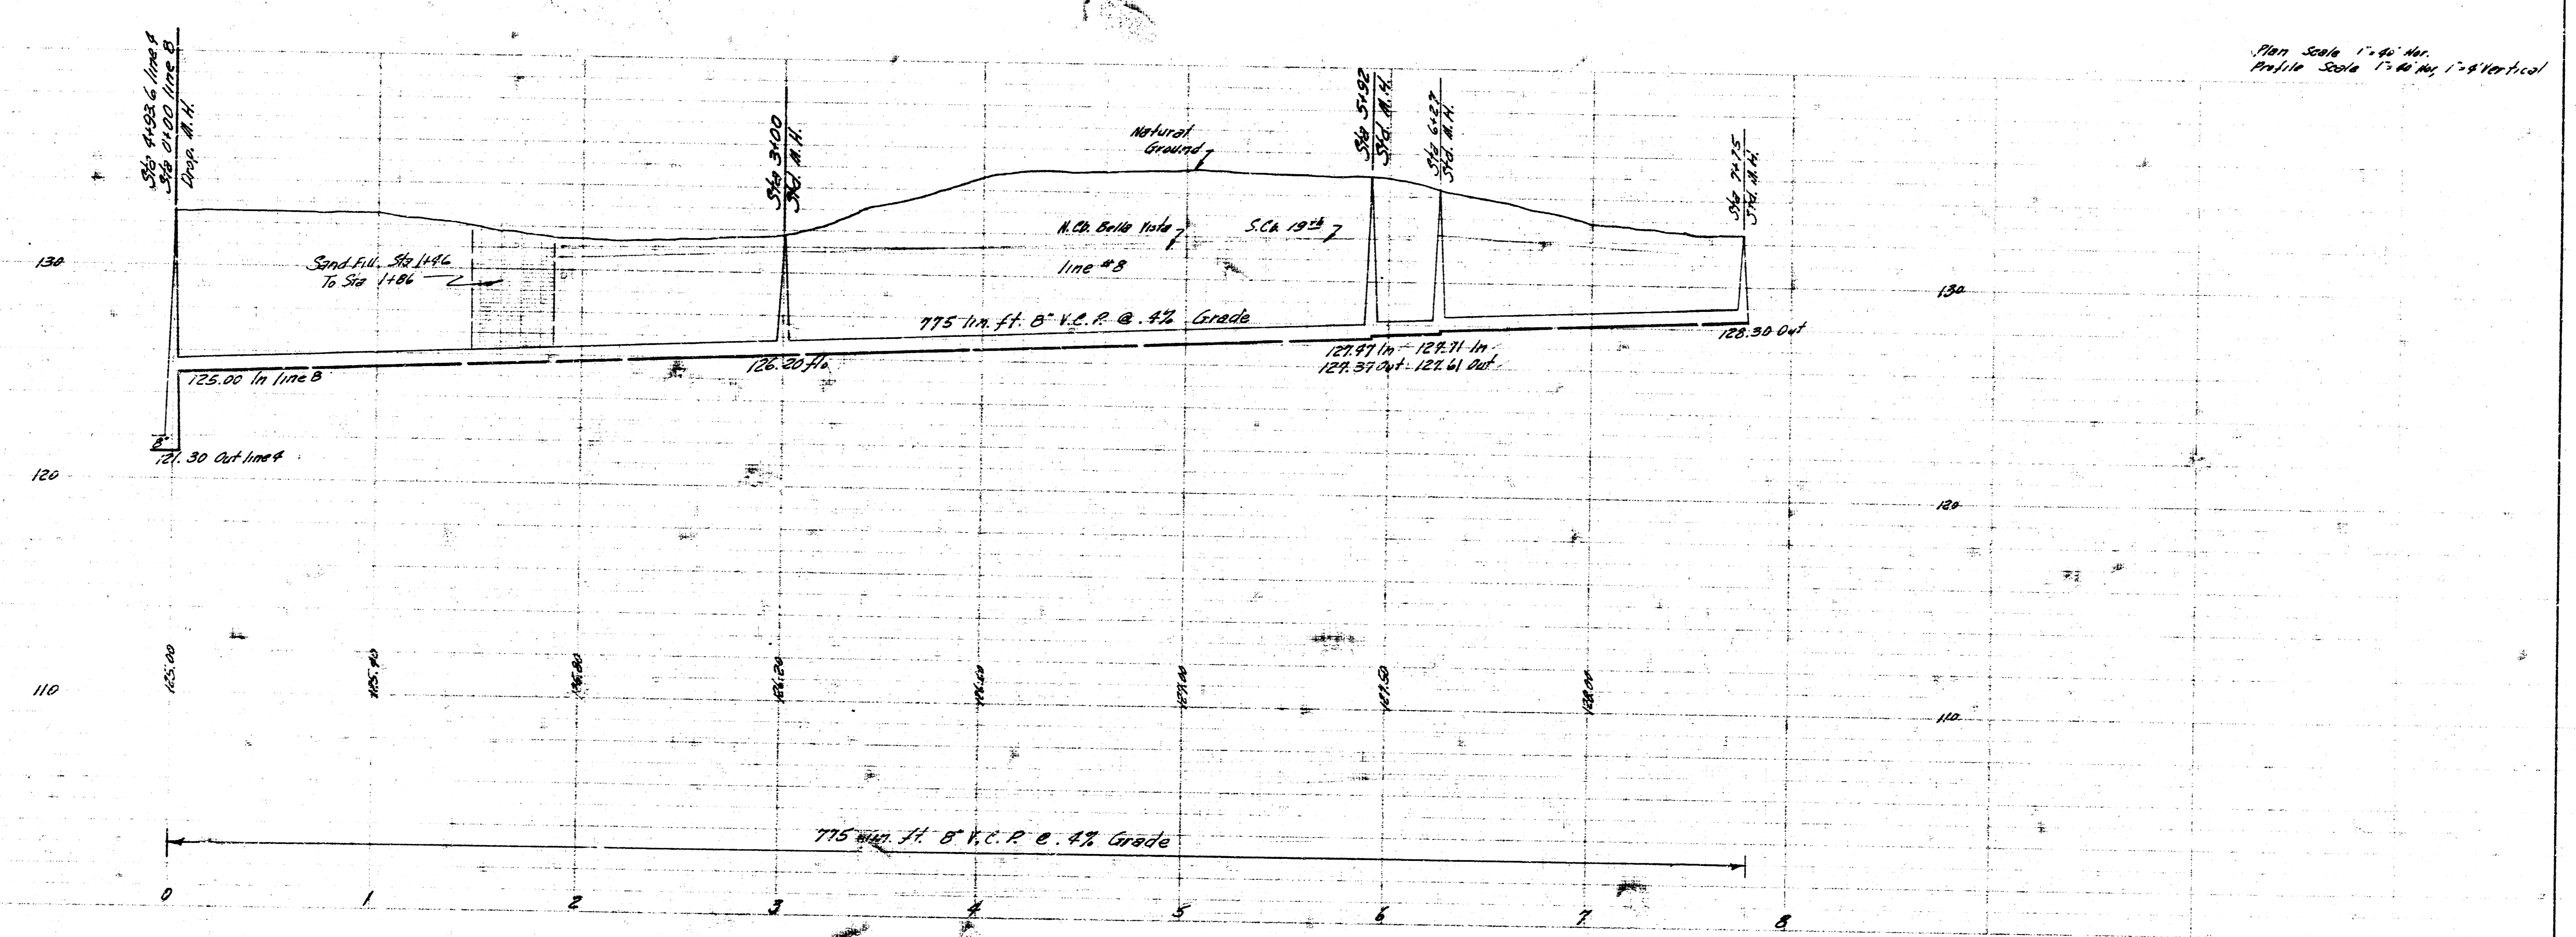 Plan Scale 1"=40' Hor.
Profile Scale 1"=40' Hor, 1"=4' Vertical
Sta 4+93.6 line 4
Sta 0+00 line 8
Drop. M.H.
Sta 3+00
Std. M.H.
Natural
Ground
Sta 5+92
Std. M.H.
Sta 6+27
Std. M.H.
Sta 7+75
Std. M.H.
N.Cb. Bella Vista
S.Cb. 19th
line #8
130
Sand Fill. Sta 1+46
To Sta 1+86
130
775 lin. ft. 8" V.C.P. @ .4% Grade
125.00 In line 8
126.20 flo
127.47 In 127.71 In
127.37 Out 127.61 Out
128.30 Out
8"
121.30 Out line 4
120
120
110
125.00
125.40
125.80
126.20
126.60
127.00
127.50
128.00
110
775 lin. ft. 8" V.C.P. @ .4% Grade
0 1 2 3 4 5 6 7 8